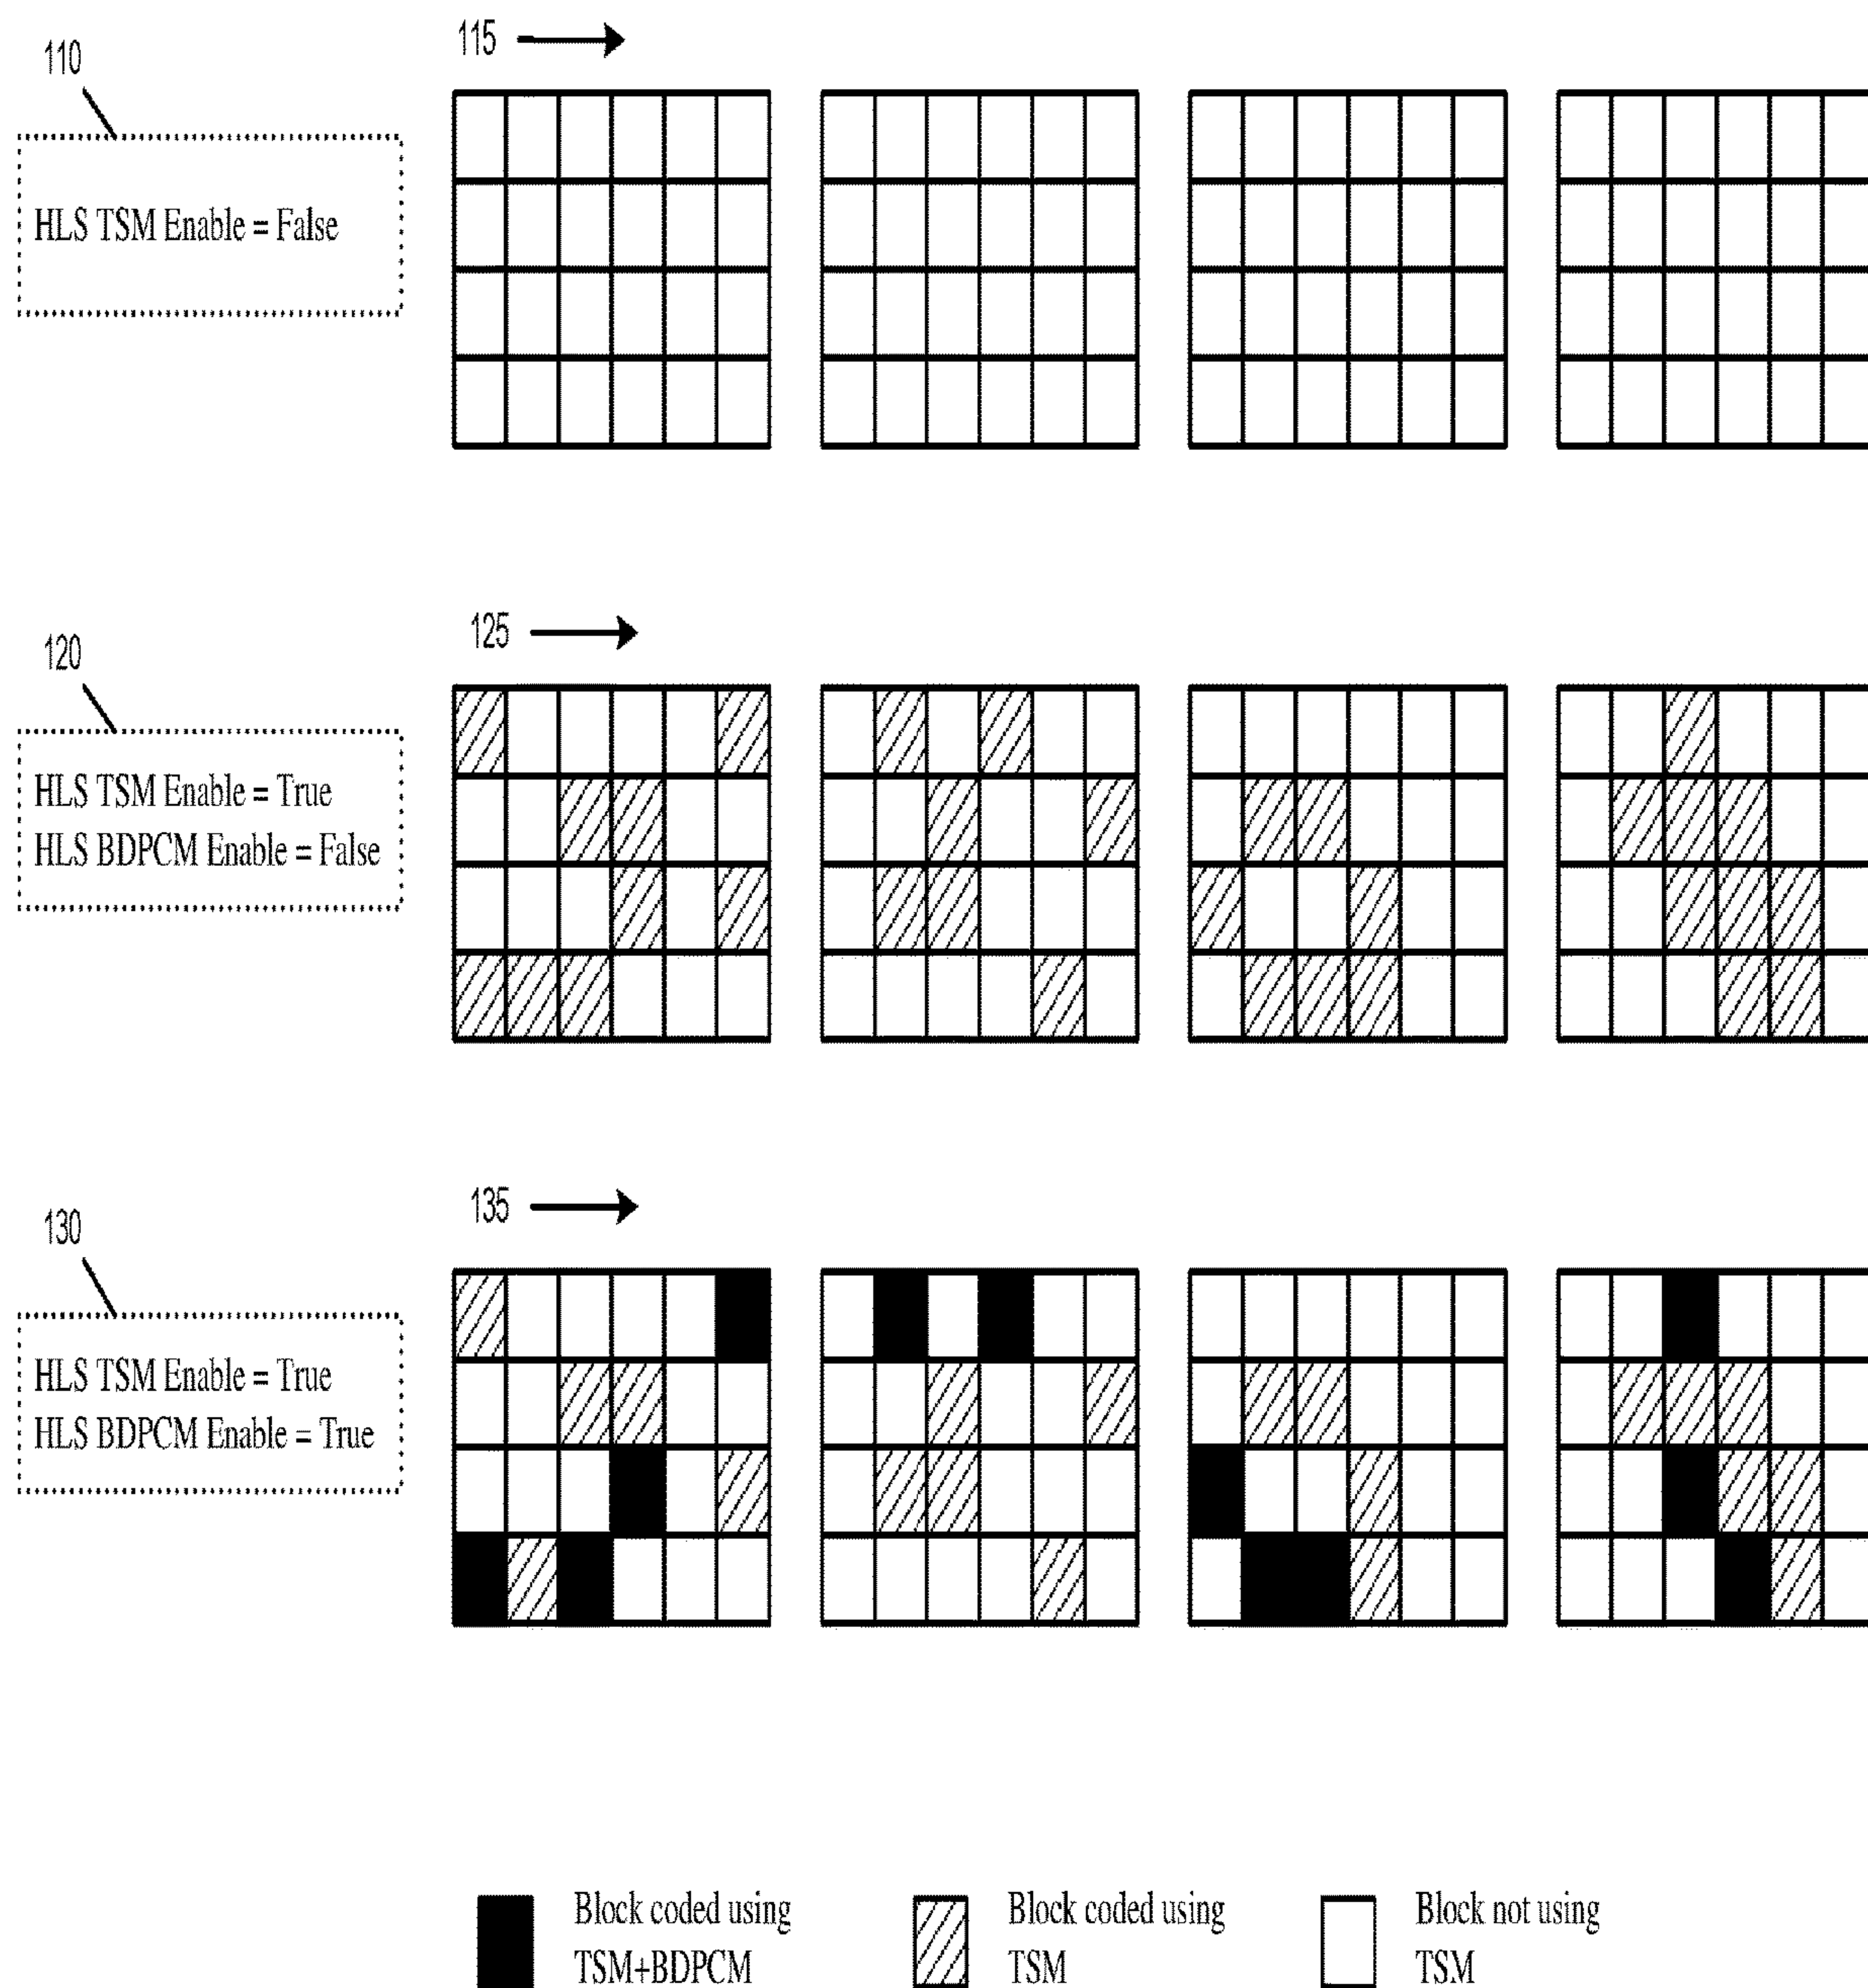 115
110
HLS TSM Enable = False
125
120
HLS TSM Enable = True
HLS BDPCM Enable = False
135
130
HLS TSM Enable = True
HLS BDPCM Enable = True
Block coded using
TSM+BDPCM
Block coded using
TSM
Block not using
TSM